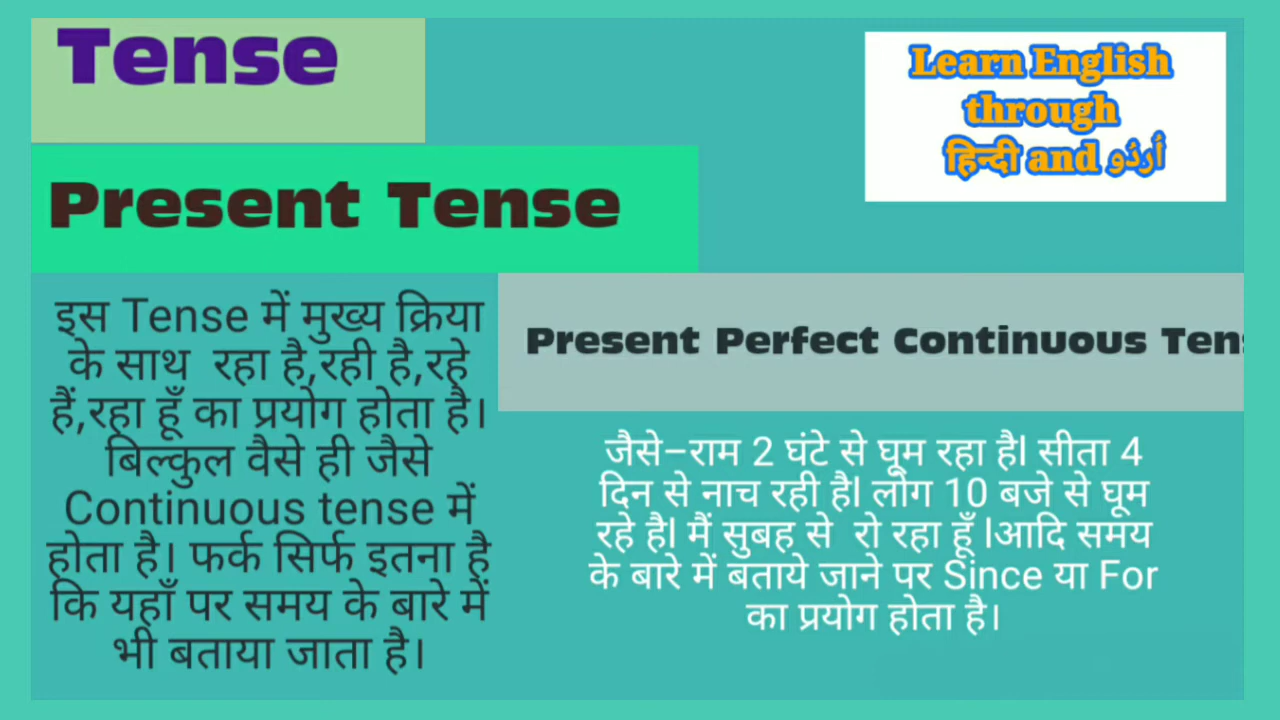 Tense
Learn English
through
हिन्दी and اُردُو
Present Tense
इस Tense में मुख्य क्रिया
के साथ रहा है,रही है,रहे
हैं,रहा हूँ का प्रयोग होता है।
बिल्कुल वैसे ही जैसे
Continuous tense में
होता है। फर्क सिर्फ इतना है
कि यहाँ पर समय के बारे में
भी बताया जाता है।
Present Perfect Continuous Ten
जैसे–राम 2 घंटे से घूम रहा है। सीता 4
दिन से नाच रही है। लोग 10 बजे से घूम
रहे है। मैं सुबह से रो रहा हूँ ।आदि समय
के बारे में बताये जाने पर Since या For
का प्रयोग होता है।